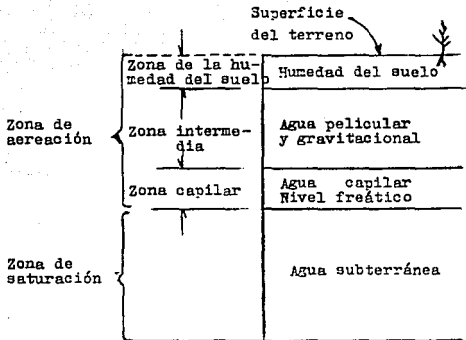 Superficie
del terreno
Zona de la hu-
medad del suelo
Humedad del suelo
Zona de
aereación
Zona interme-
dia
Agua pelicular
y gravitacional
Zona capilar
Agua capilar
Nivel freático
Zona de
saturación
Agua subterránea